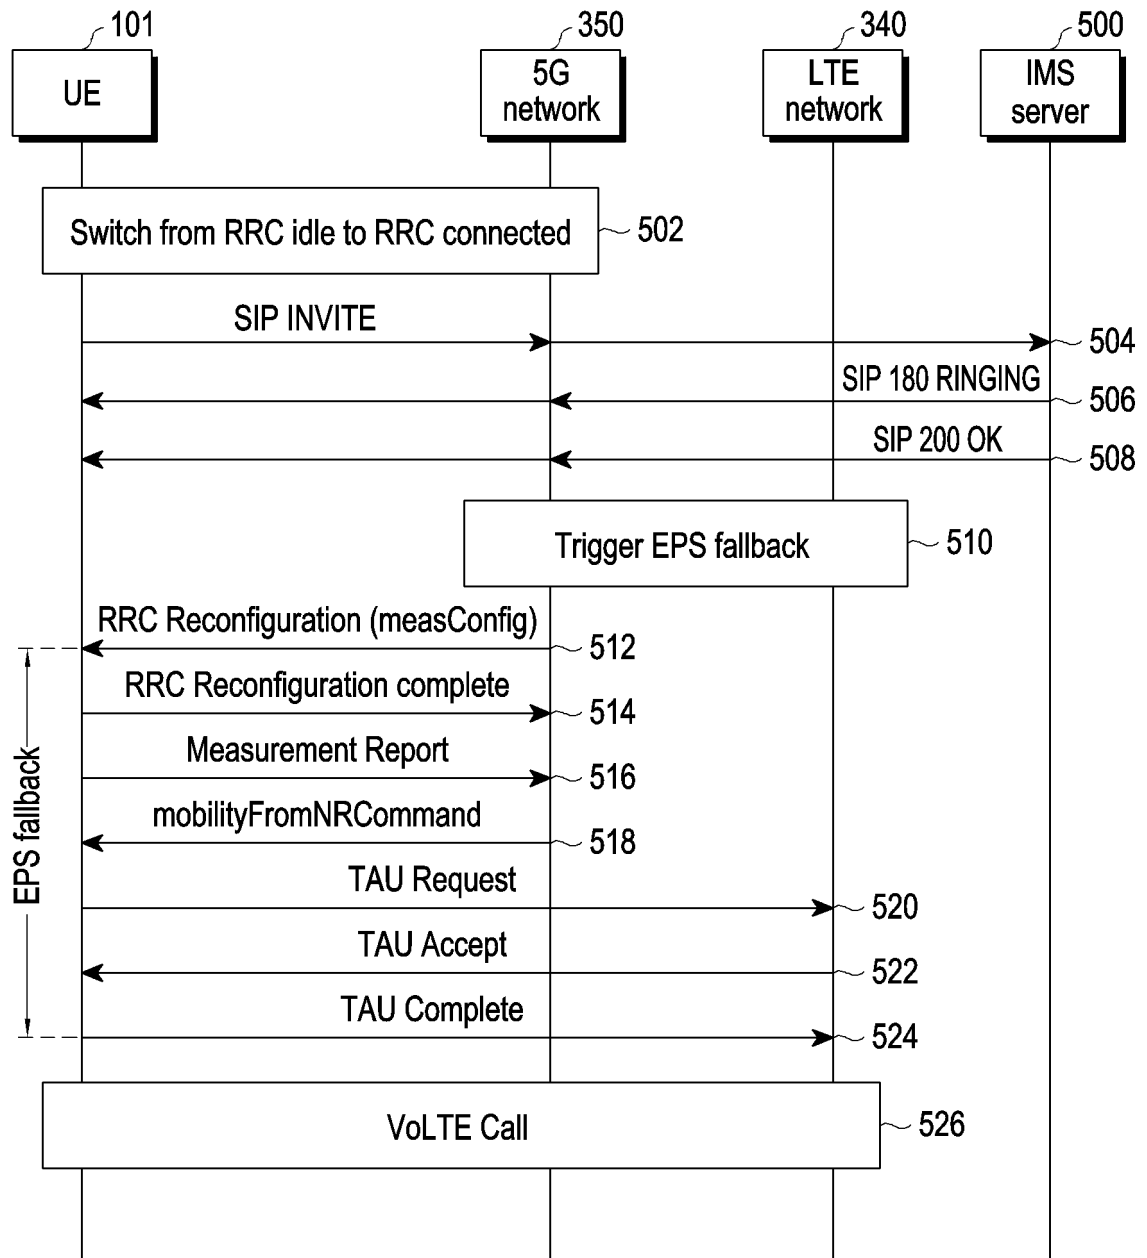 101
350
340
500
UE
5G
network
LTE
network
IMS
server
Switch from RRC idle to RRC connected
502
SIP INVITE
504
SIP 180 RINGING
506
SIP 200 OK
508
Trigger EPS fallback
510
RRC Reconfiguration (measConfig)
512
RRC Reconfiguration complete
514
Measurement Report
516
mobilityFromNRCommand
518
EPS fallback
TAU Request
520
TAU Accept
522
TAU Complete
524
VoLTE Call
526